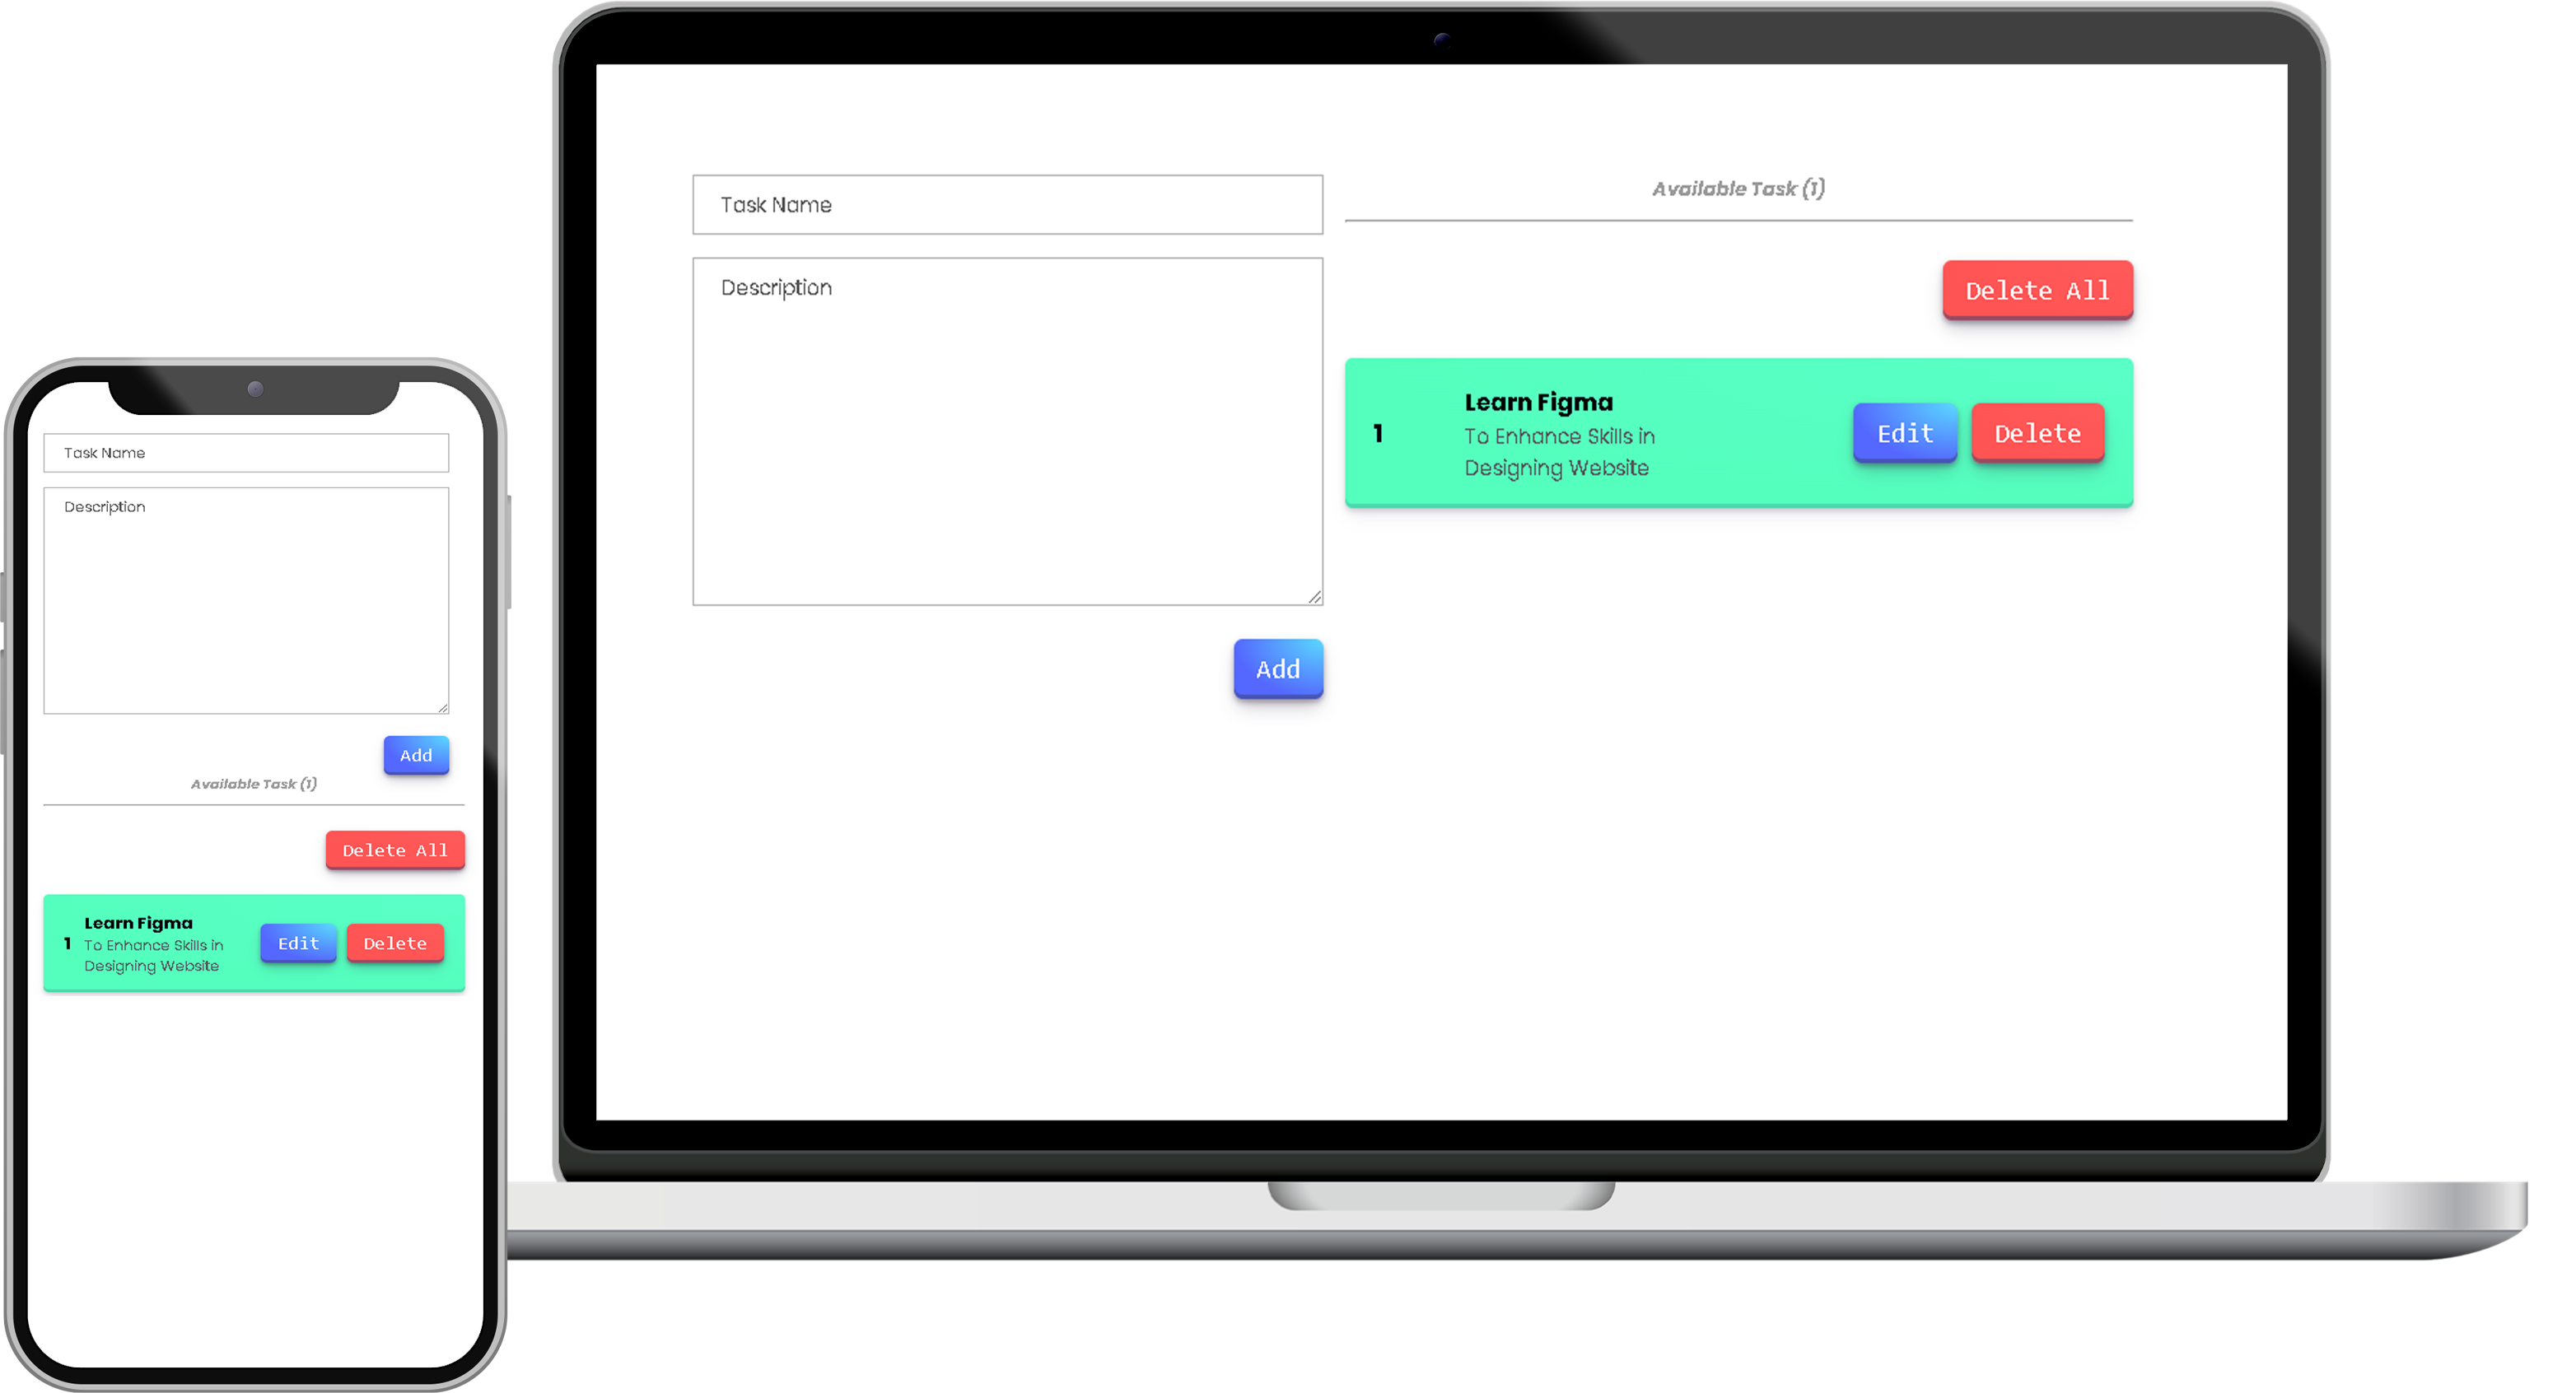 Task Name
Description
Add
Available Task (1)
Delete All
1
Learn Figma
To Enhance Skills in
Designing Website
Edit
Delete
Task Name
Description
Add
Available Task (1)
Delete All
1
Learn Figma
To Enhance Skills in
Designing Website
Edit
Delete